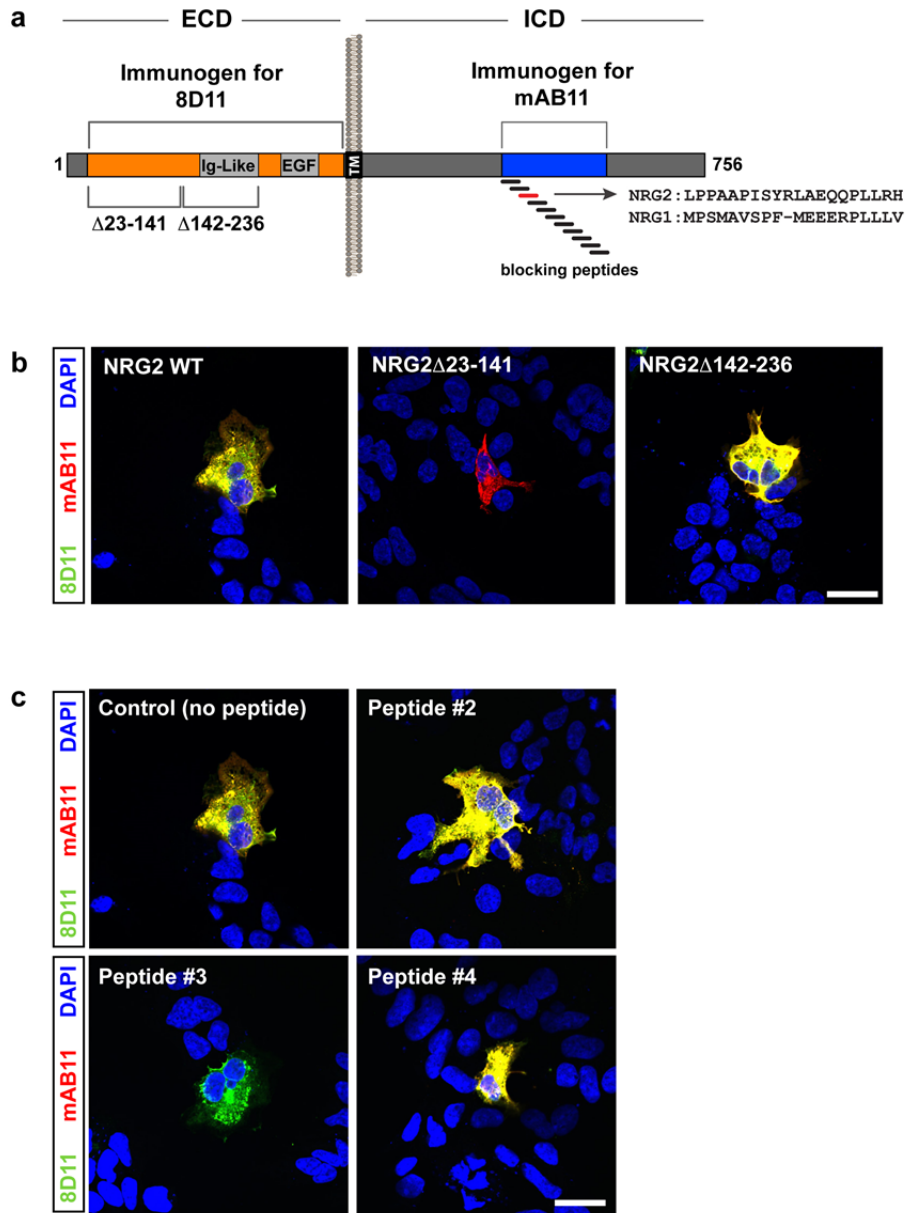 a
ECD
ICD
Immunogen for
8D11
Immunogen for
mAB11
1
Ig-Like
EGF
TM
756
Δ23-141
Δ142-236
NRG2:LPPAAPISYRLAEQQPLLRH
NRG1:MPSMAVSPF-MEEERPLLLV
blocking peptides
b
8D11 mAB11 DAPI
NRG2 WT
NRG2Δ23-141
NRG2Δ142-236
c
8D11 mAB11 DAPI
Control (no peptide)
Peptide #2
8D11 mAB11 DAPI
Peptide #3
Peptide #4